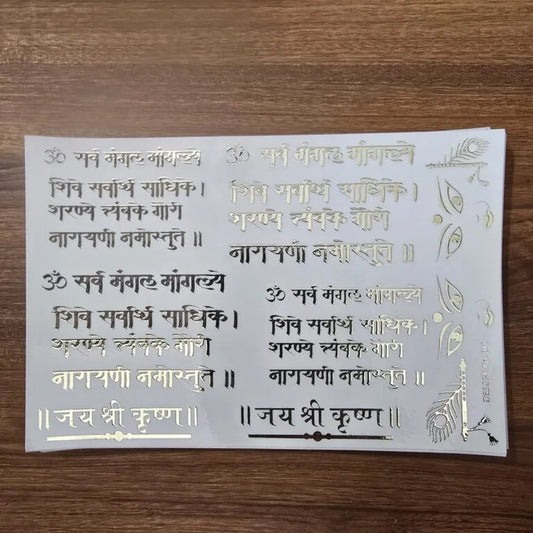 ॐ सर्व मंगल मांगल्ये
शिवे सर्वार्थ साधिके।
शरण्ये त्र्यंबके गौरी
नारायणी नमोस्तुते ॥
ॐ सर्व मंगल मांगल्ये
शिवे सर्वार्थ साधिके।
शरण्ये त्र्यंबके गौरी
नारायणी नमोस्तुते ॥
ॐ सर्व मंगल मांगल्ये
शिवे सर्वार्थ साधिके।
शरण्ये त्र्यंबके गौरी
नारायणी नमोस्तुते ॥
ॐ सर्व मंगल मांगल्ये
शिवे सर्वार्थ साधिके।
शरण्ये त्र्यंबके गौरी
नारायणी नमोस्तुते ॥
॥जय श्री कृष्ण॥
॥जय श्री कृष्ण॥